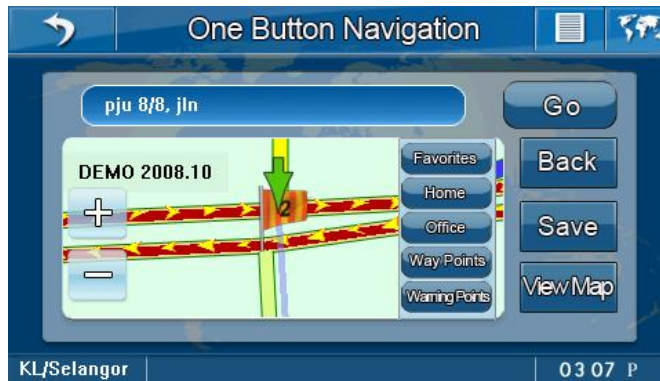 One Button Navigation
pju 8/8, jln
Go
DEMO 2008.10
2
Favorites
Home
Office
Way Points
Warning Points
Back
Save
View Map
KL/Selangor
03 07 P